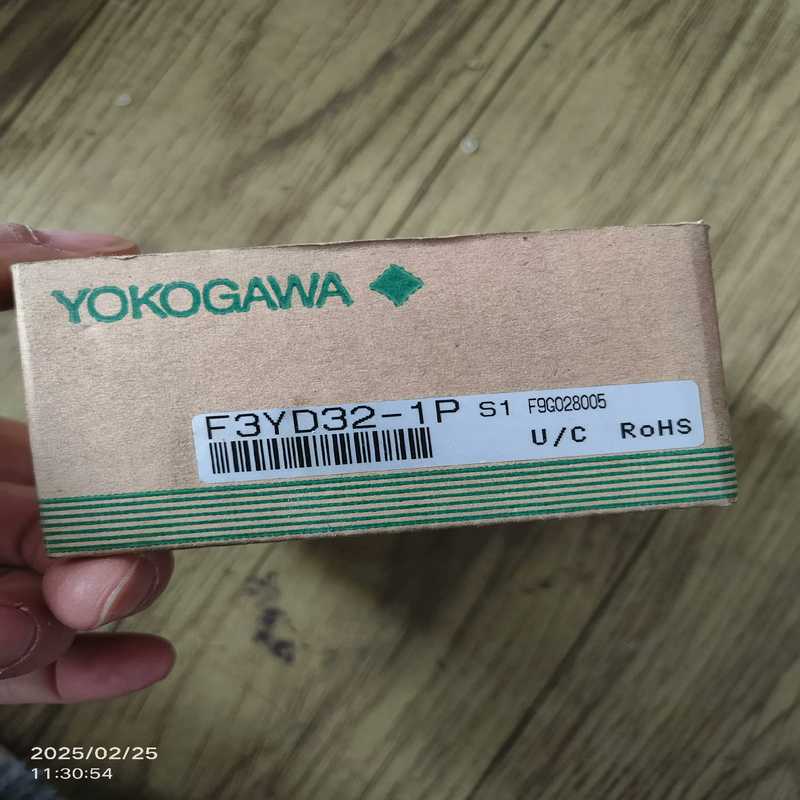 YOKOGAWA
F3YD32-1P S1 F9G028005
U/C RoHS
2025/02/25
11:30:54